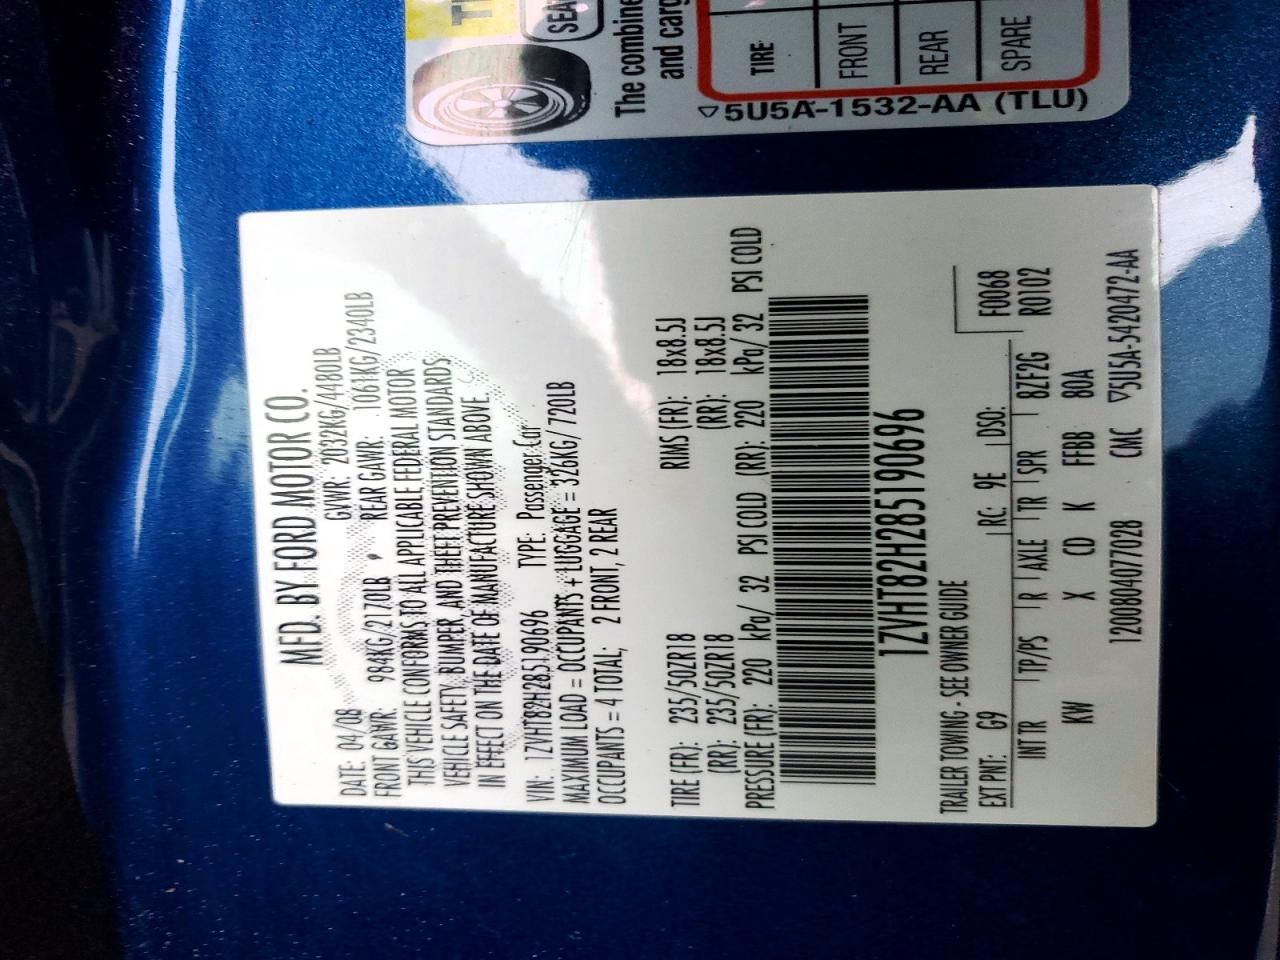 MFD. BY FORD MOTOR CO.
DATE: 04/08 GVWR: 2032KG/4480LB
FRONT GAWR: 984KG/2170LB REAR GAWR: 1061KG/2340LB
THIS VEHICLE CONFORMS TO ALL APPLICABLE FEDERAL MOTOR
VEHICLE SAFETY, BUMPER, AND THEFT PREVENTION STANDARDS
IN EFFECT ON THE DATE OF MANUFACTURE SHOWN ABOVE.
VIN: 1ZVHT82H285190696 TYPE: Passenger Car
MAXIMUM LOAD = OCCUPANTS + LUGGAGE = 326KG/720LB
OCCUPANTS = 4 TOTAL; 2 FRONT, 2 REAR
TIRE (FR): 235/50ZR18 RIMS (FR): 18x8.5J
(RR): 235/50ZR18 (RR): 18x8.5J
PRESSURE (FR): 220 kPa/ 32 PSI COLD (RR): 220 kPa/ 32 PSI COLD
1ZVHT82H285190696
TRAILER TOWING - SEE OWNER GUIDE
EXT PNT: G9 RC: 9E DSO: F0068
INT TR TP/PS R AXLE TR SPR 8ZF2G R0102
KW X CD K FFBB 80A
1200804077028 CMC ▽5U5A-5420472-AA
TI
SEA
The combine
and carg
TIRE
FRONT
REAR
SPARE
▽5U5A-1532-AA (TLU)